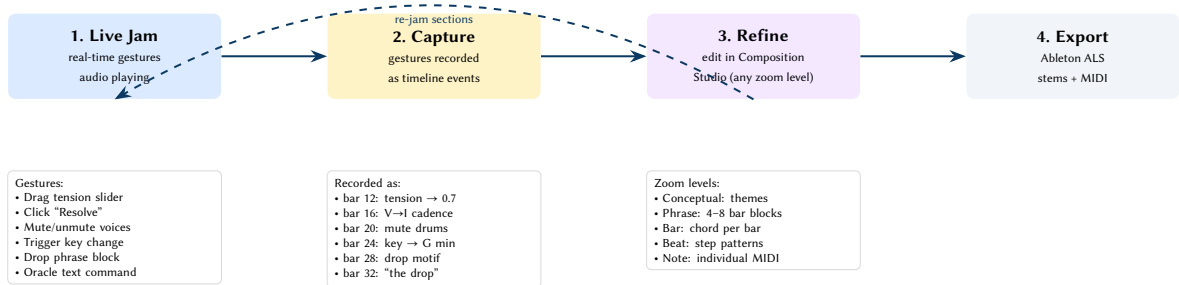 re-jam sections
1. Live Jam
real-time gestures
audio playing
2. Capture
gestures recorded
as timeline events
3. Refine
edit in Composition
Studio (any zoom level)
4. Export
Ableton ALS
stems + MIDI
Gestures:
• Drag tension slider
• Click “Resolve”
• Mute/unmute voices
• Trigger key change
• Drop phrase block
• Oracle text command
Recorded as:
• bar 12: tension → 0.7
• bar 16: V→I cadence
• bar 20: mute drums
• bar 24: key → G min
• bar 28: drop motif
• bar 32: “the drop”
Zoom levels:
• Conceptual: themes
• Phrase: 4–8 bar blocks
• Bar: chord per bar
• Beat: step patterns
• Note: individual MIDI